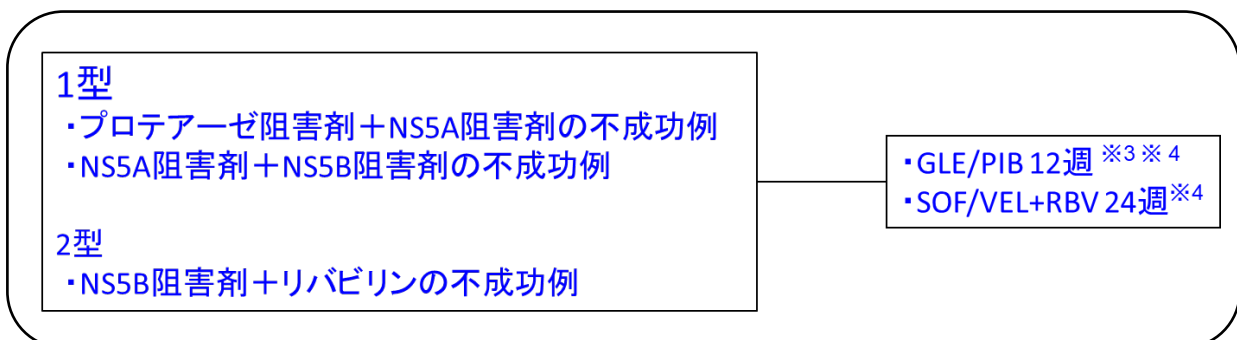 1型
・プロテアーゼ阻害剤＋NS5A阻害剤の不成功例
・NS5A阻害剤＋NS5B阻害剤の不成功例
2型
・NS5B阻害剤＋リバビリンの不成功例
・GLE/PIB 12週 ※3 ※ 4
・SOF/VEL+RBV 24週※4